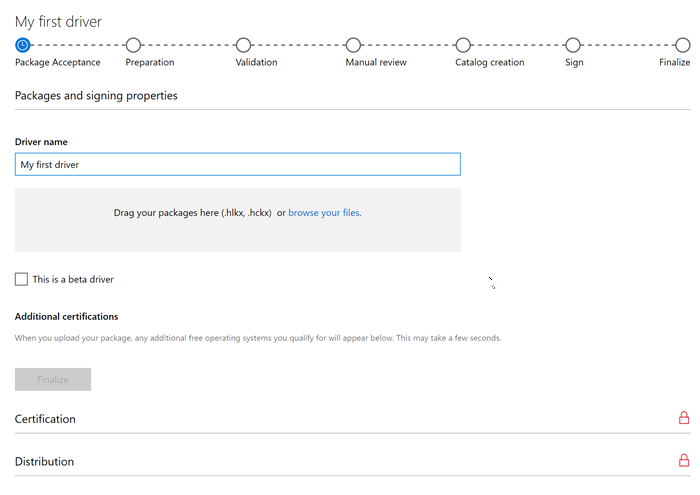 My first driver
Package Acceptance Preparation Validation Manual review Catalog creation Sign Finalize
Packages and signing properties
Driver name
My first driver
Drag your packages here (.hlkx, .hckx) or browse your files.
This is a beta driver
Additional certifications
When you upload your package, any additional free operating systems you qualify for will appear below. This may take a few seconds.
Finalize
Certification
Distribution